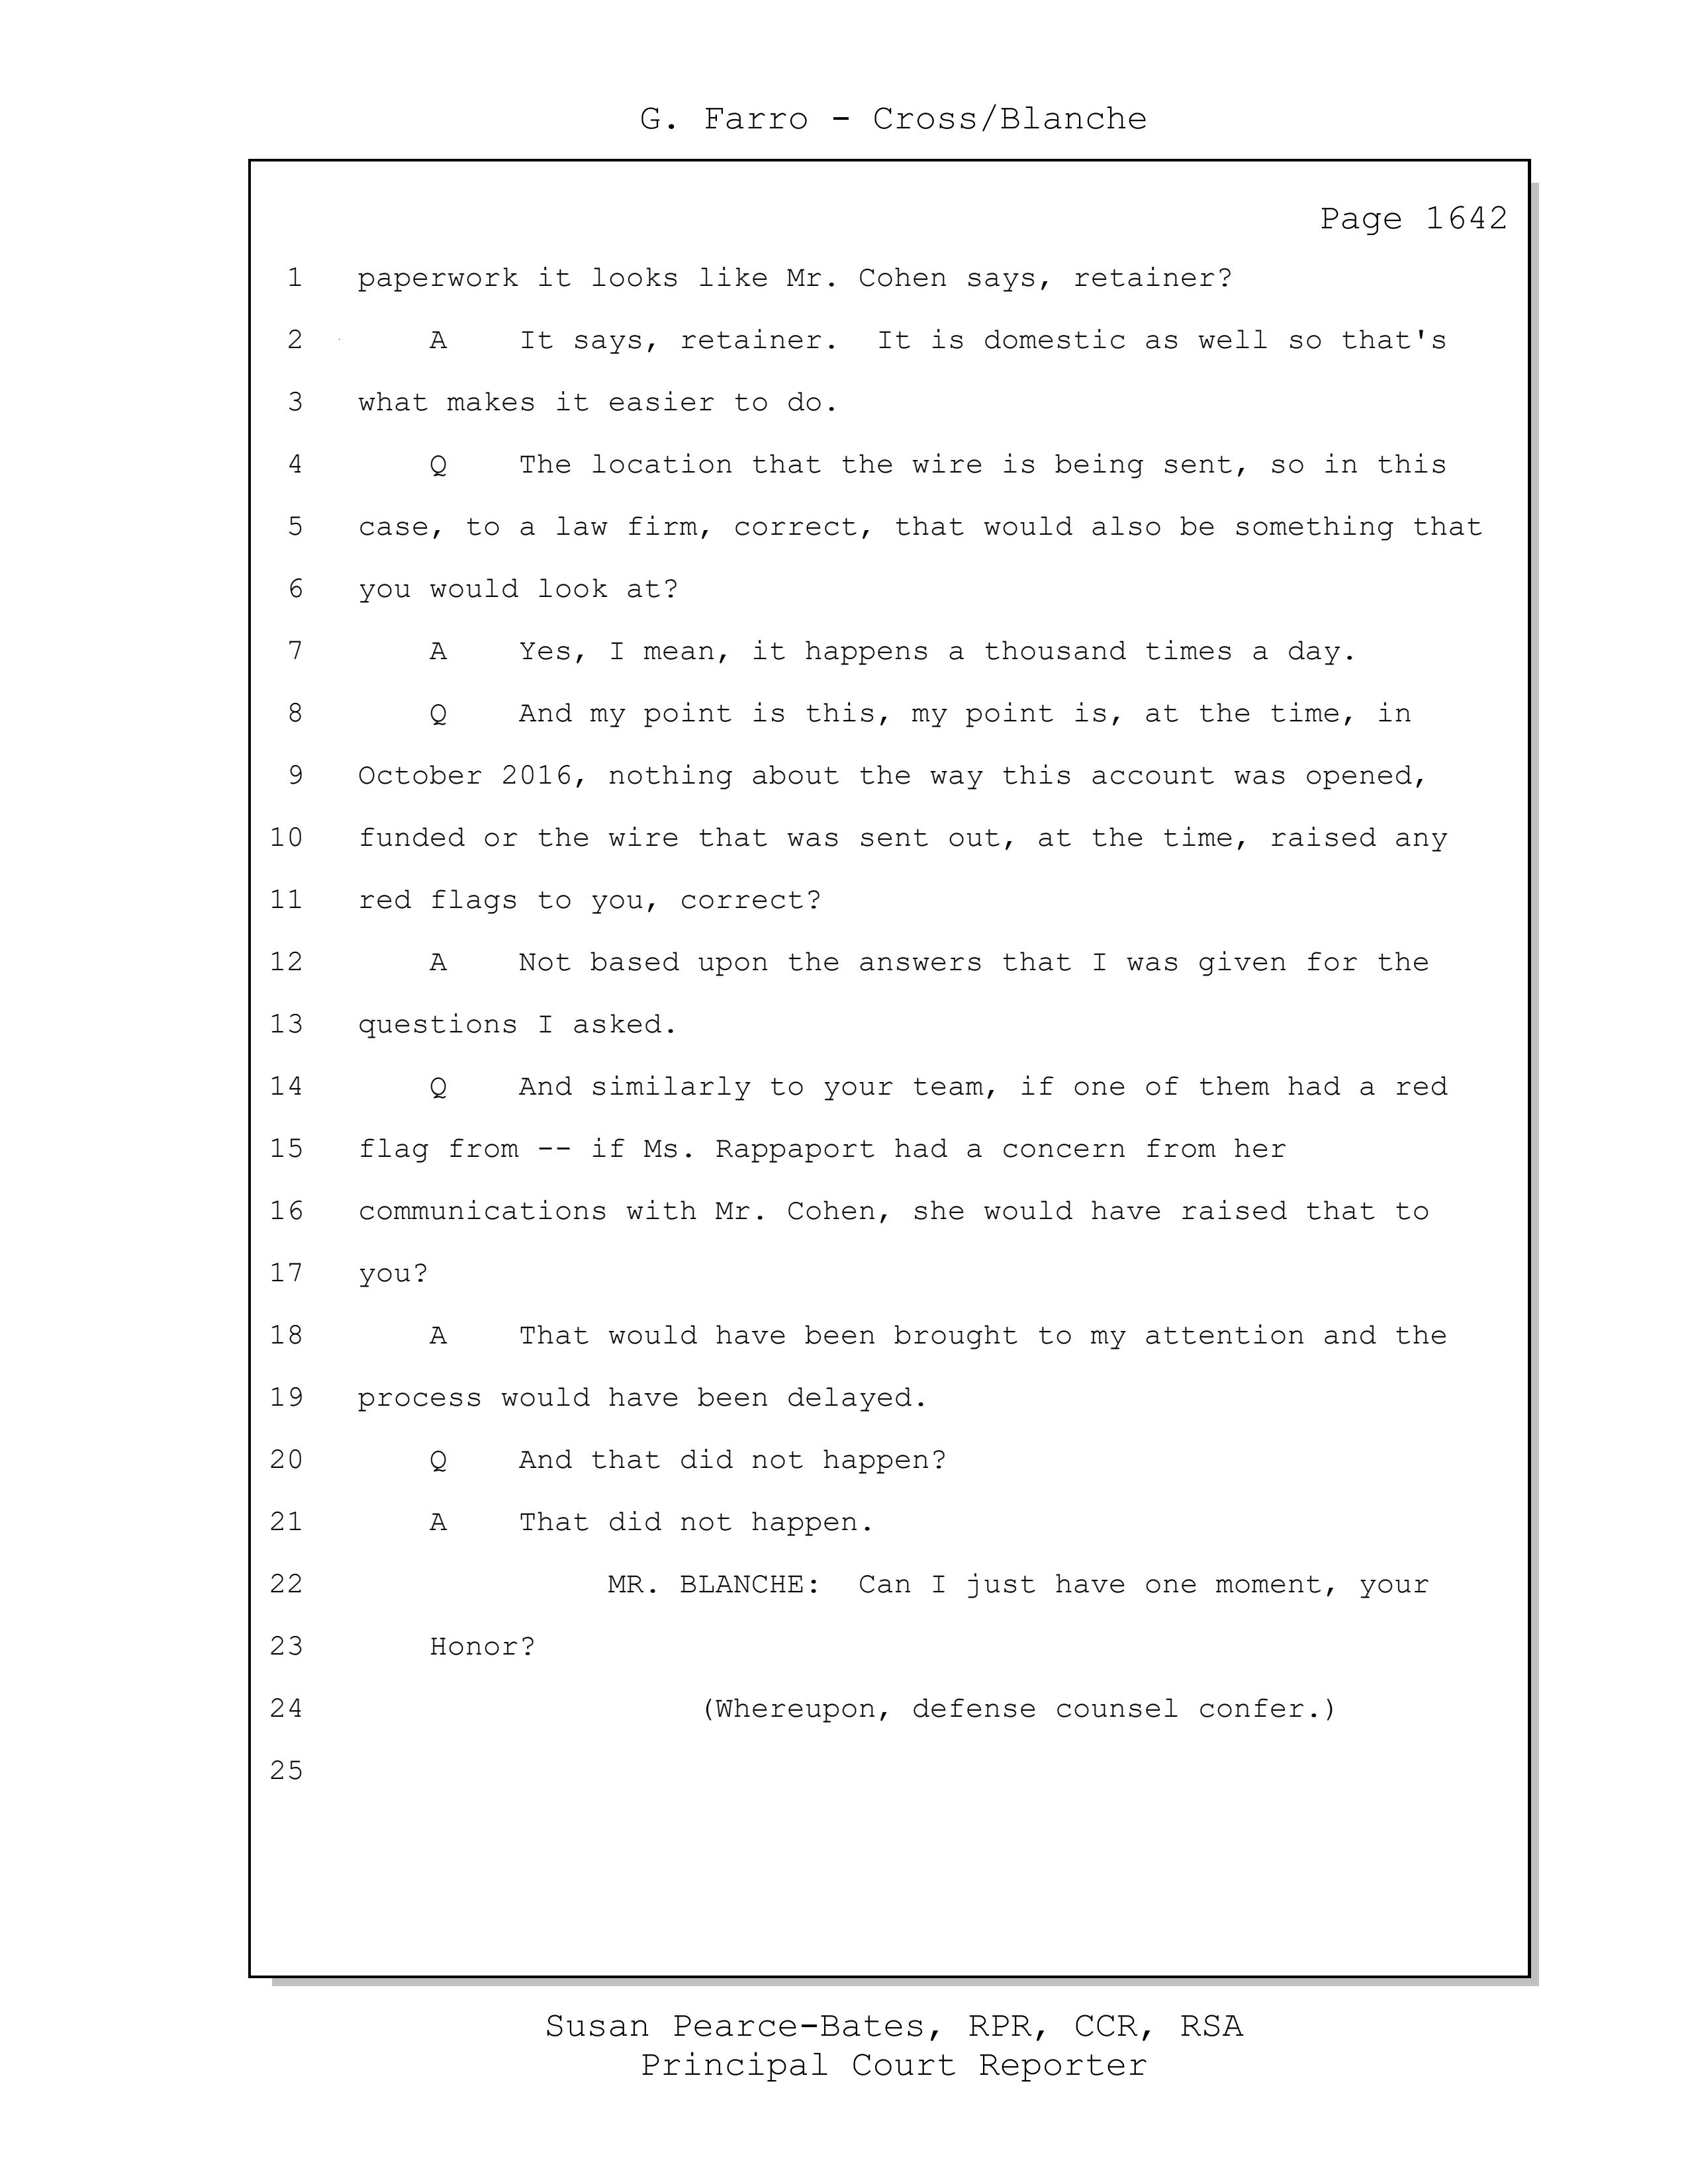 G. Farro - Cross/Blanche
Page 1642
1 paperwork it looks like Mr. Cohen says, retainer?
2 A It says, retainer. It is domestic as well so that's
3 what makes it easier to do.
4 Q The location that the wire is being sent, so in this
5 case, to a law firm, correct, that would also be something that
6 you would look at?
7 A Yes, I mean, it happens a thousand times a day.
8 Q And my point is this, my point is, at the time, in
9 October 2016, nothing about the way this account was opened,
10 funded or the wire that was sent out, at the time, raised any
11 red flags to you, correct?
12 A Not based upon the answers that I was given for the
13 questions I asked.
14 Q And similarly to your team, if one of them had a red
15 flag from -- if Ms. Rappaport had a concern from her
16 communications with Mr. Cohen, she would have raised that to
17 you?
18 A That would have been brought to my attention and the
19 process would have been delayed.
20 Q And that did not happen?
21 A That did not happen.
22 MR. BLANCHE: Can I just have one moment, your
23 Honor?
24 (Whereupon, defense counsel confer.)
25
Susan Pearce-Bates, RPR, CCR, RSA
Principal Court Reporter